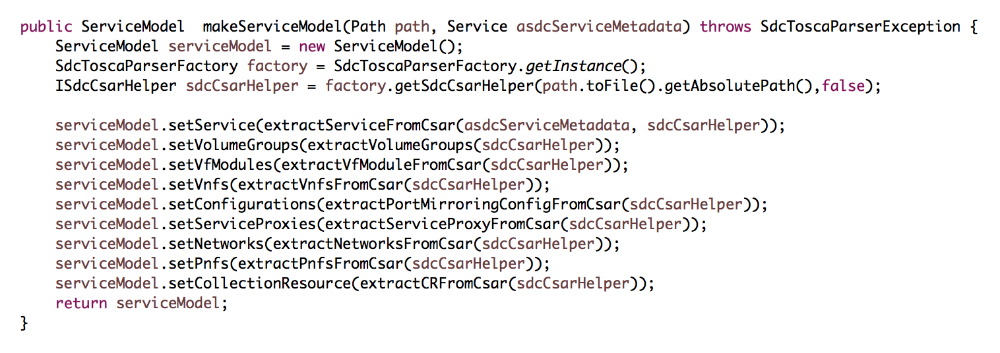 public ServiceModel  makeServiceModel(Path path, Service asdcServiceMetadata) throws SdcToscaParserException {
    ServiceModel serviceModel = new ServiceModel();
    SdcToscaParserFactory factory = SdcToscaParserFactory.getInstance();
    ISdcCsarHelper sdcCsarHelper = factory.getSdcCsarHelper(path.toFile().getAbsolutePath(),false);

    serviceModel.setService(extractServiceFromCsar(asdcServiceMetadata, sdcCsarHelper));
    serviceModel.setVolumeGroups(extractVolumeGroups(sdcCsarHelper));
    serviceModel.setVfModules(extractVfModuleFromCsar(sdcCsarHelper));
    serviceModel.setVnfs(extractVnfsFromCsar(sdcCsarHelper));
    serviceModel.setConfigurations(extractPortMirroringConfigFromCsar(sdcCsarHelper));
    serviceModel.setServiceProxies(extractServiceProxyFromCsar(sdcCsarHelper));
    serviceModel.setNetworks(extractNetworksFromCsar(sdcCsarHelper));
    serviceModel.setPnfs(extractPnfsFromCsar(sdcCsarHelper));
    serviceModel.setCollectionResource(extractCRFromCsar(sdcCsarHelper));
    return serviceModel;
}